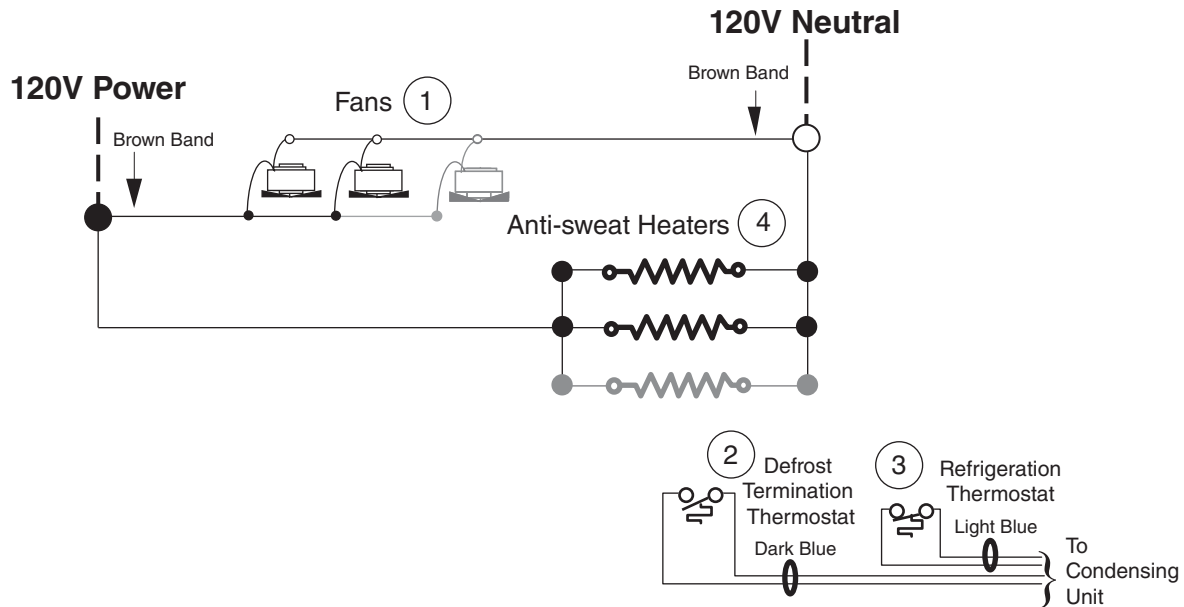 120V Neutral
120V Power
Brown Band
Fans 1
Brown Band
Anti-sweat Heaters 4
2 Defrost
Termination
Thermostat
Dark Blue
3 Refrigeration
Thermostat
Light Blue
To
Condensing
Unit